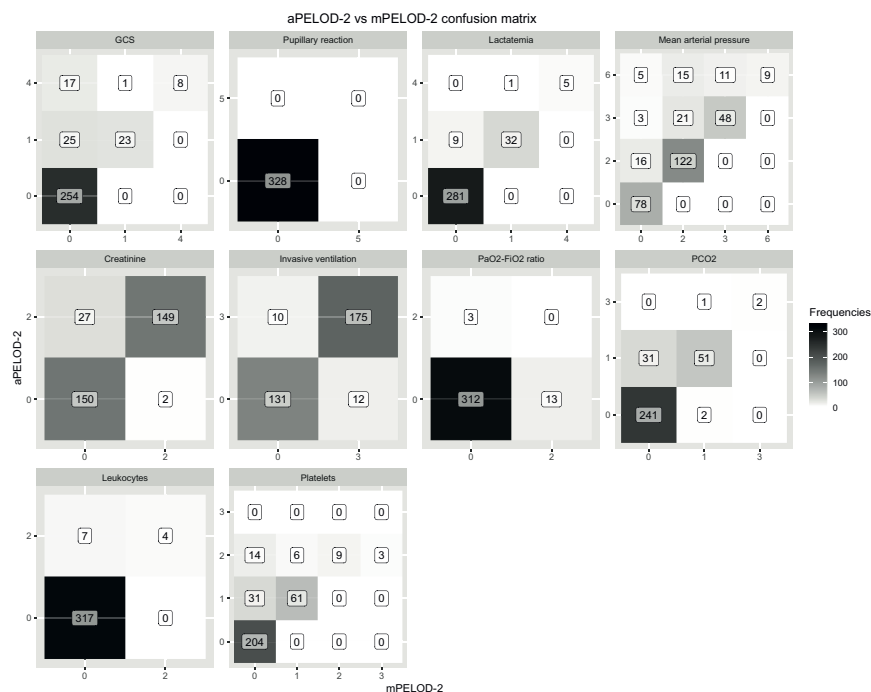 aPELOD-2 vs mPELOD-2 confusion matrix
GCS Pupillary reaction Lactatemia Mean arterial pressure
4 17 1 8
1 25 23 0
0 254 0 0
0 1 4
5 0 0
0 328 0
0 5
4 0 1 5
1 9 32 0
0 281 0 0
0 1 4
6 5 15 11 9
3 3 21 48 0
2 16 122 0 0
0 78 0 0 0
0 2 3 6
Creatinine Invasive ventilation PaO2-FiO2 ratio PCO2
2 27 149
0 150 2
0 2
3 10 175
0 131 12
0 3
2 3 0
0 312 13
0 2
3 0 1 2
1 31 51 0
0 241 2 0
0 1 3
Leukocytes Platelets
2 7 4
0 317 0
0 2
3 0 0 0 0
2 14 6 9 3
1 31 61 0 0
0 204 0 0 0
0 1 2 3
aPELOD-2
mPELOD-2
Frequencies
300
200
100
0